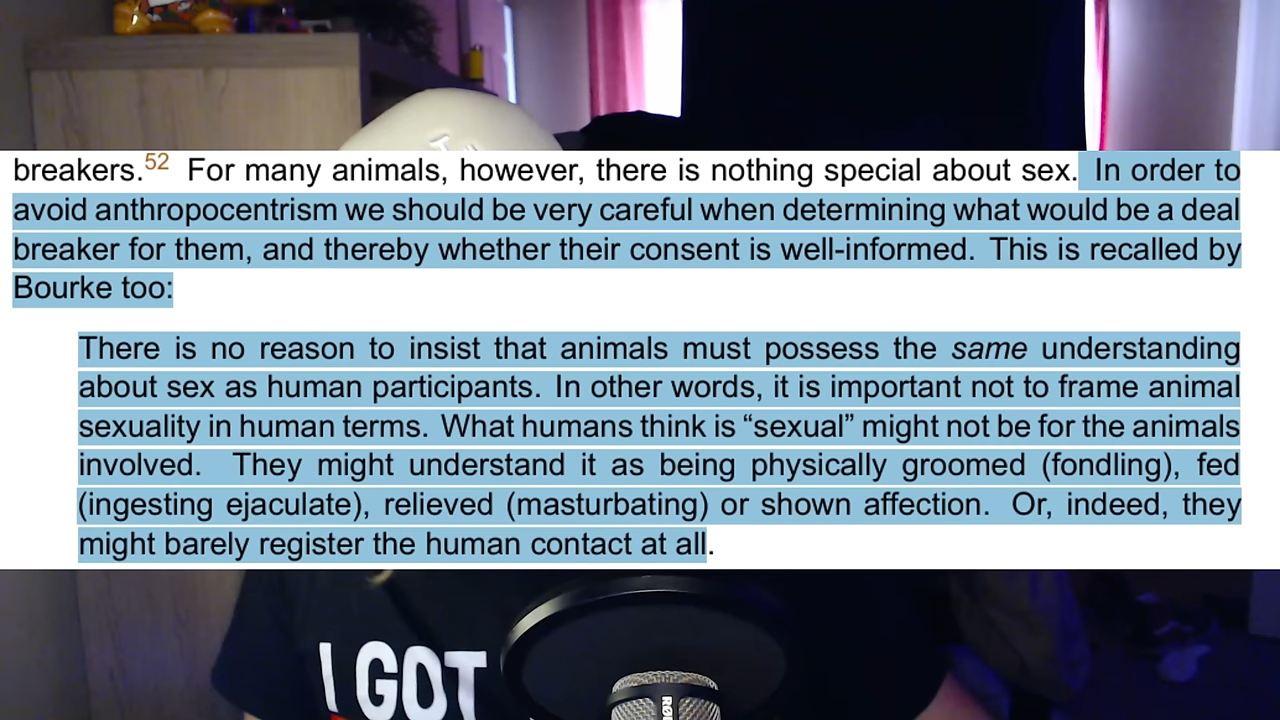 breakers.52 For many animals, however, there is nothing special about sex. In order to
avoid anthropocentrism we should be very careful when determining what would be a deal
breaker for them, and thereby whether their consent is well-informed. This is recalled by
Bourke too:
There is no reason to insist that animals must possess the same understanding
about sex as human participants. In other words, it is important not to frame animal
sexuality in human terms. What humans think is “sexual” might not be for the animals
involved. They might understand it as being physically groomed (fondling), fed
(ingesting ejaculate), relieved (masturbating) or shown affection. Or, indeed, they
might barely register the human contact at all.
I GOT